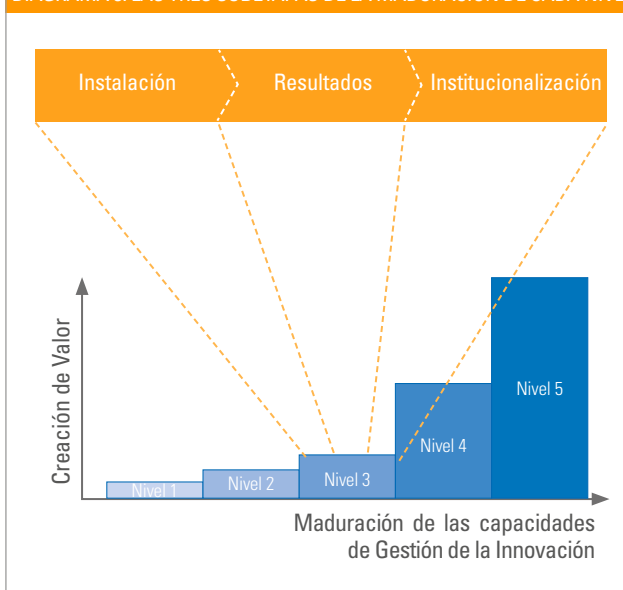 Instalación Resultados Institucionalización
Creación de Valor
Nivel 1 Nivel 2 Nivel 3 Nivel 4 Nivel 5
Maduración de las capacidades
de Gestión de la Innovación